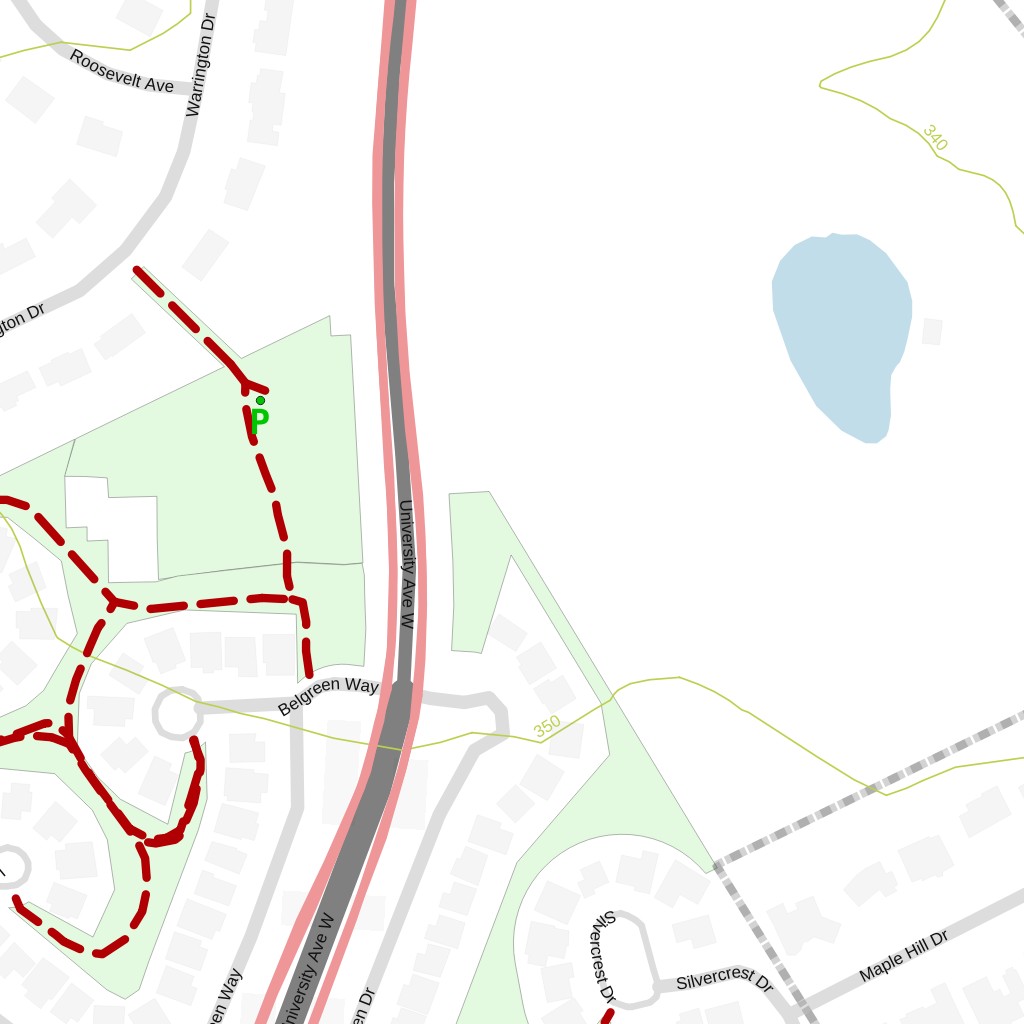 Roosevelt Ave
Warrington Dr
340
gton Dr
P
University Ave W
Belgreen Way
350
Silvercrest Dr
Silvercrest Dr
Maple Hill Dr
niversity Ave W
en Way
en Dr